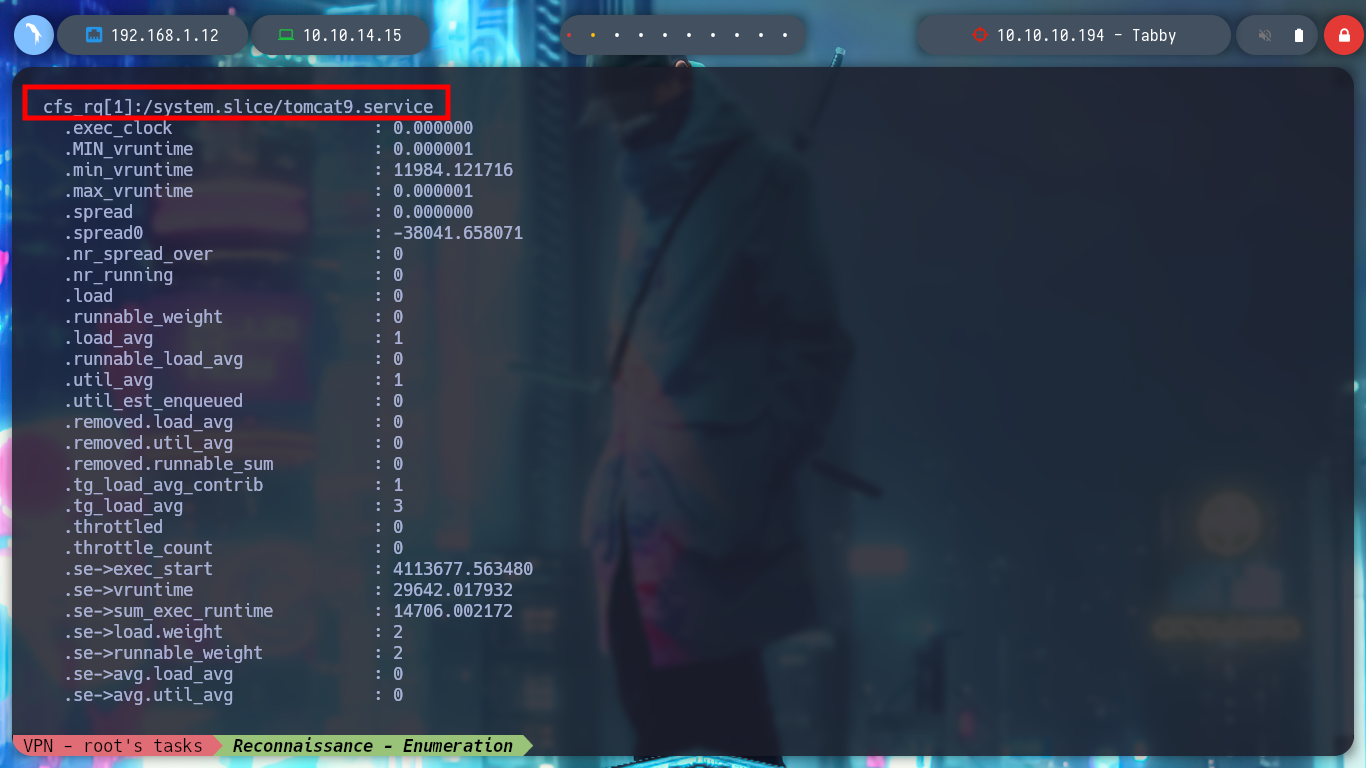 192.168.1.12 10.10.14.15 10.10.10.194 - Tabby
cfs_rq[1]:/system.slice/tomcat9.service
.exec_clock : 0.000000
.MIN_vruntime : 0.000001
.min_vruntime : 11984.121716
.max_vruntime : 0.000001
.spread : 0.000000
.spread0 : -38041.658071
.nr_spread_over : 0
.nr_running : 0
.load : 0
.runnable_weight : 0
.load_avg : 1
.runnable_load_avg : 0
.util_avg : 1
.util_est_enqueued : 0
.removed.load_avg : 0
.removed.util_avg : 0
.removed.runnable_sum : 0
.tg_load_avg_contrib : 1
.tg_load_avg : 3
.throttled : 0
.throttle_count : 0
.se->exec_start : 4113677.563480
.se->vruntime : 29642.017932
.se->sum_exec_runtime : 14706.002172
.se->load.weight : 2
.se->runnable_weight : 2
.se->avg.load_avg : 0
.se->avg.util_avg : 0
VPN - root's tasks Reconnaissance - Enumeration